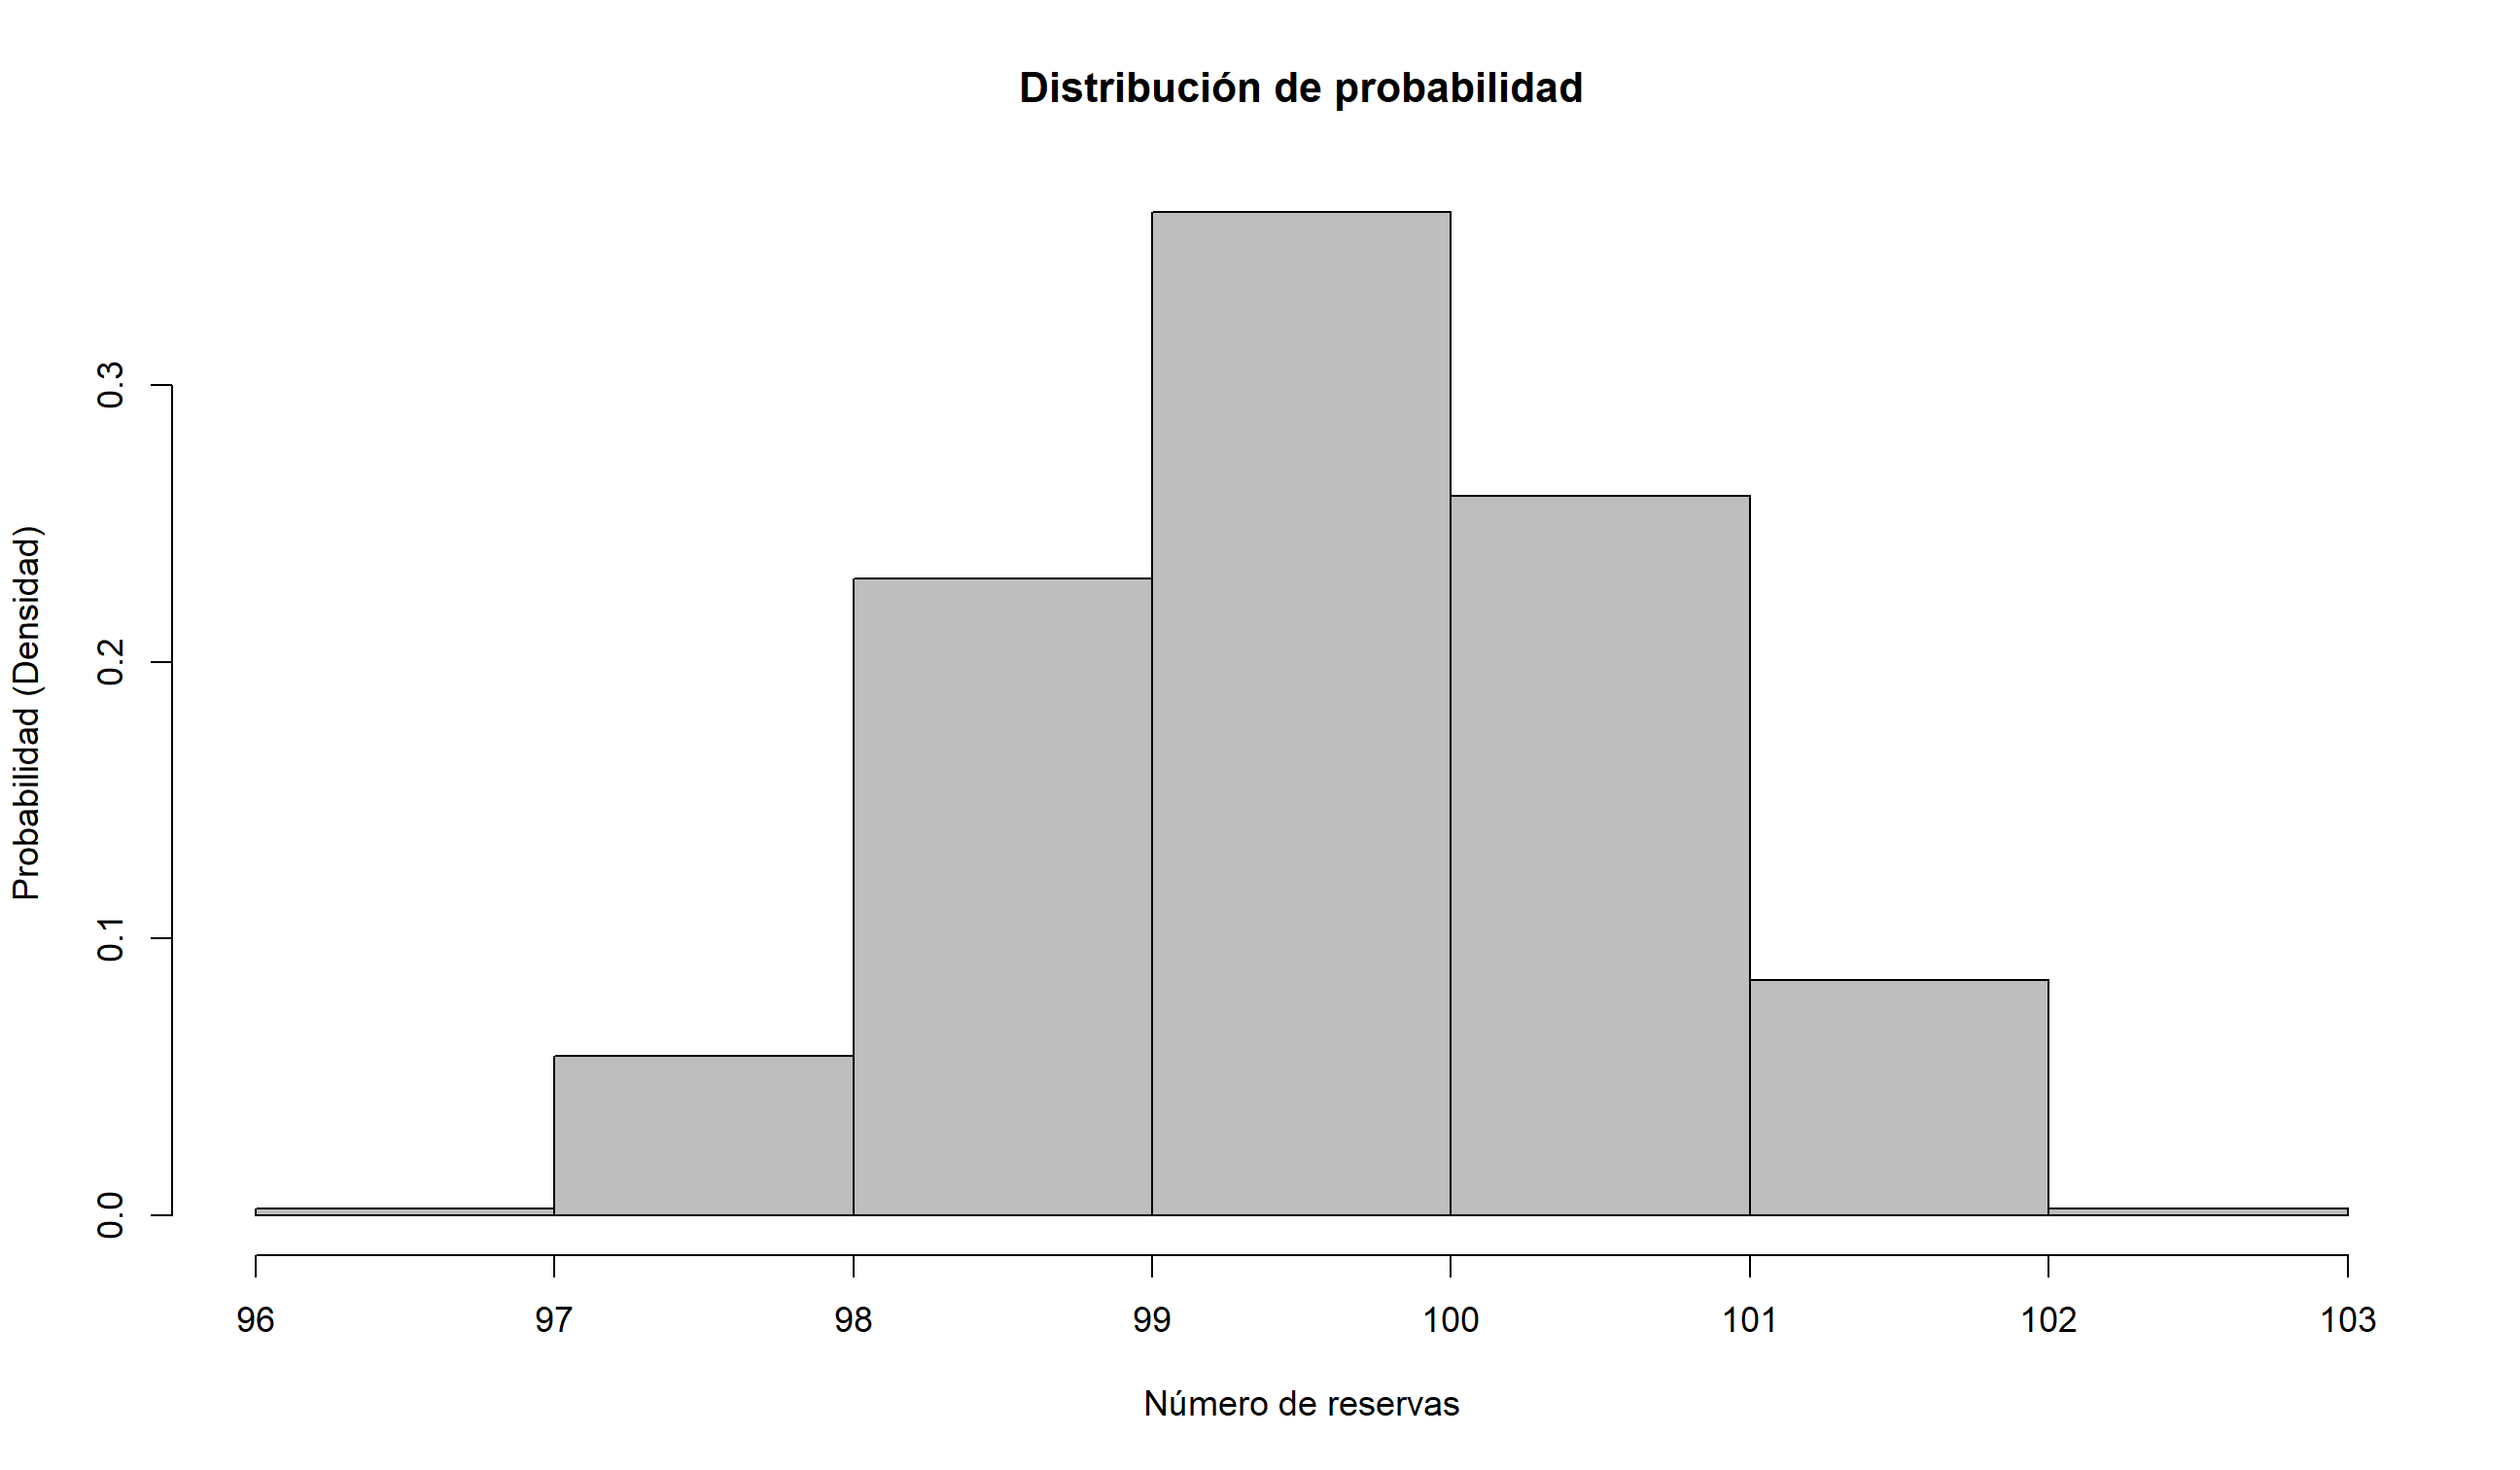 Distribución de probabilidad
Probabilidad (Densidad)
0.3
0.2
0.1
0.0
96 97 98 99 100 101 102 103
Número de reservas